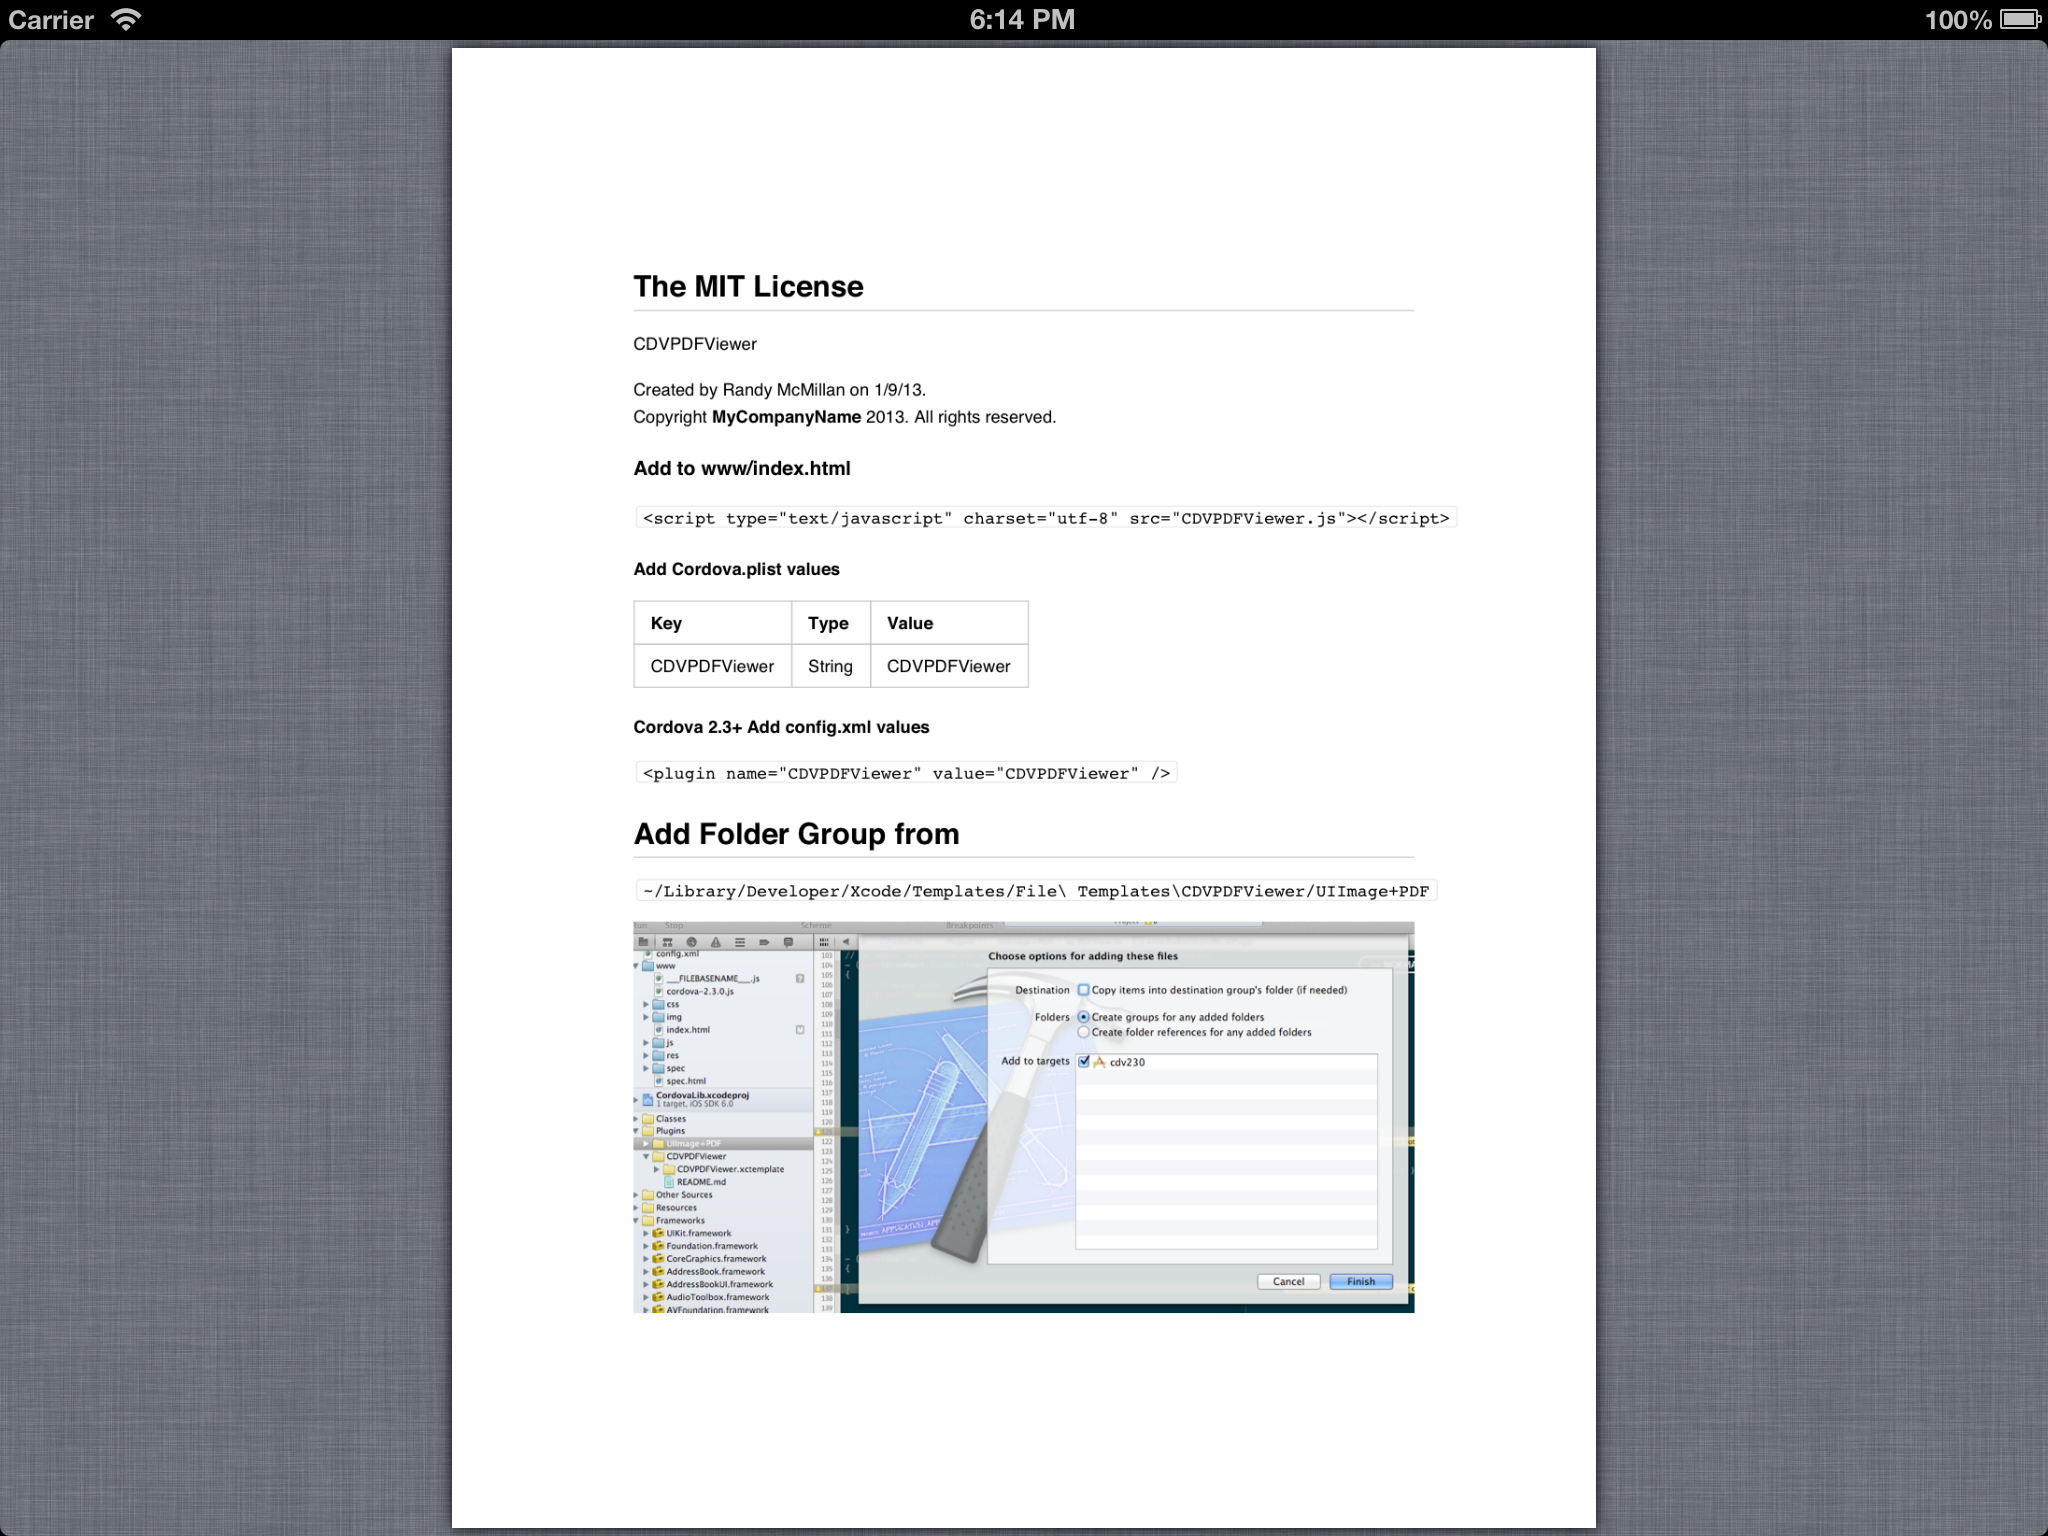 Carrier 6:14 PM 100%
The MIT License
CDVPDFViewer
Created by Randy McMillan on 1/9/13.
Copyright MyCompanyName 2013. All rights reserved.
Add to www/index.html
<script type="text/javascript" charset="utf-8" src="CDVPDFViewer.js"></script>
Add Cordova.plist values
Key Type Value
CDVPDFViewer String CDVPDFViewer
Cordova 2.3+ Add config.xml values
<plugin name="CDVPDFViewer" value="CDVPDFViewer" />
Add Folder Group from
~/Library/Developer/Xcode/Templates/File\ Templates\CDVPDFViewer/UIImage+PDF
Stop Scheme Breakpoints
config.xml
www
___FILEBASENAME___.js
cordova-2.3.0.js
css
img
index.html
js
res
spec
spec.html
CordovaLib.xcodeproj
1 target, iOS SDK 6.0
Classes
Plugins
UIImage+PDF
CDVPDFViewer
CDVPDFViewer.xctemplate
README.md
Other Sources
Resources
Frameworks
UIKit.framework
Foundation.framework
CoreGraphics.framework
AddressBook.framework
AddressBookUI.framework
AudioToolbox.framework
AVFoundation.framework
Choose options for adding these files
Destination Copy items into destination group's folder (if needed)
Folders Create groups for any added folders
Create folder references for any added folders
Add to targets cdv230
Cancel Finish